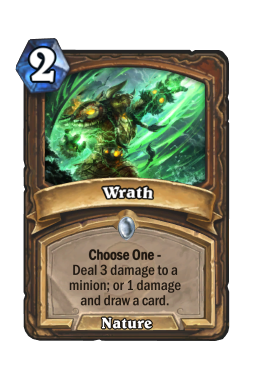 2
Wrath
Choose One -
Deal 3 damage to a
minion; or 1 damage
and draw a card.
Nature